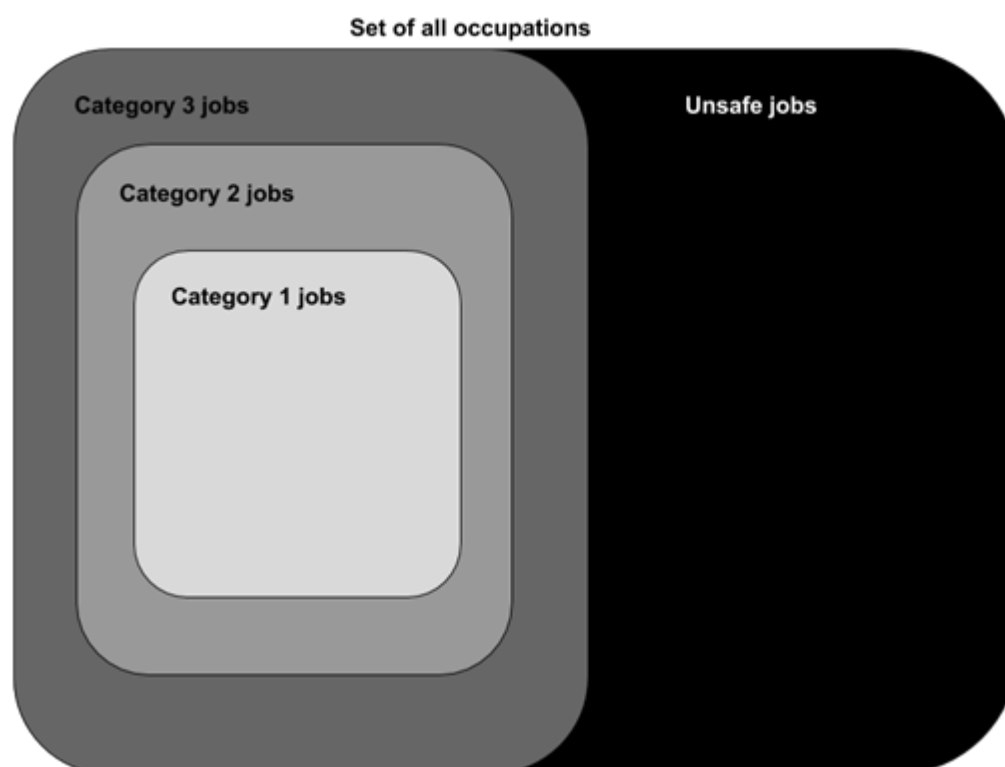 Set of all occupations
Category 3 jobs
Unsafe jobs
Category 2 jobs
Category 1 jobs